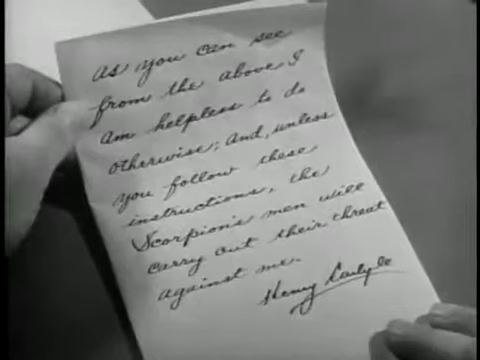 As you can see
from the above I
am helpless to do
otherwise; and, unless
you follow these
instructions, the
Scorpion's men will
carry out their threat
against me.
Henry Carlyle